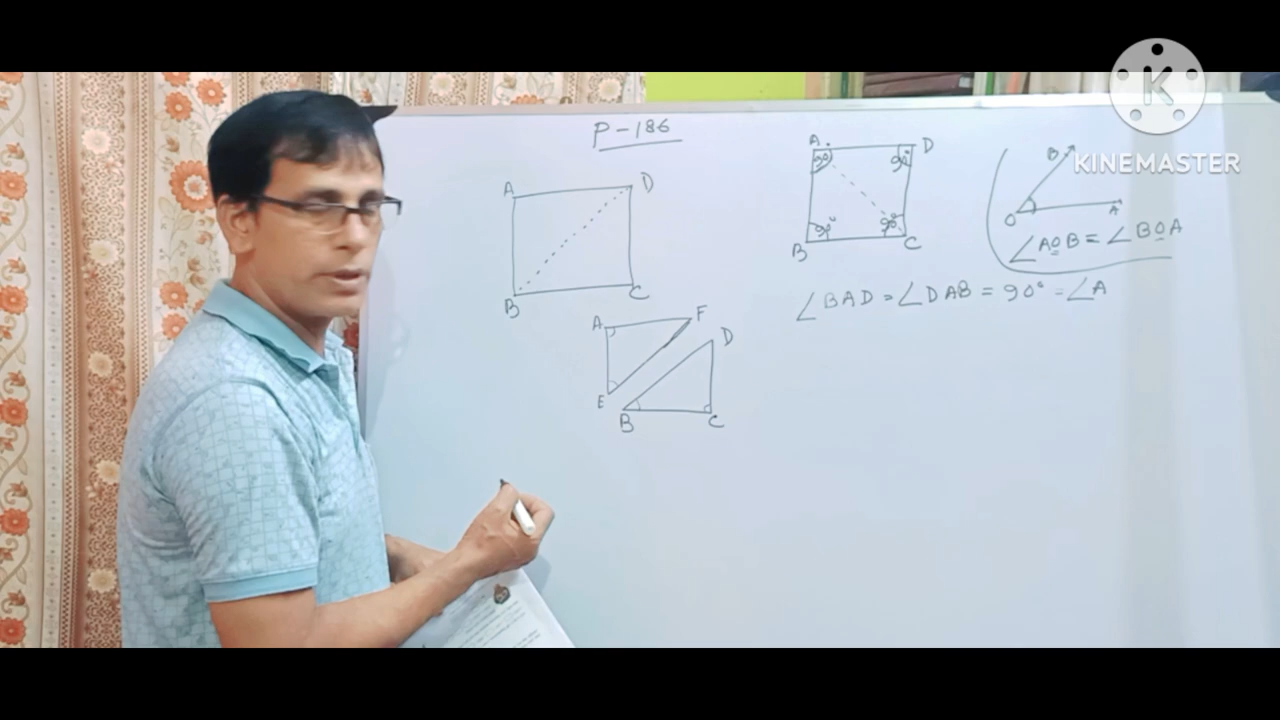 P-186
A D
B C
A F
D
E B C
A D
90° 90°
90° 90°
B C
B
O A
∠AOB = ∠BOA
∠BAD = ∠DAB = 90° = ∠A
K
KINEMASTER